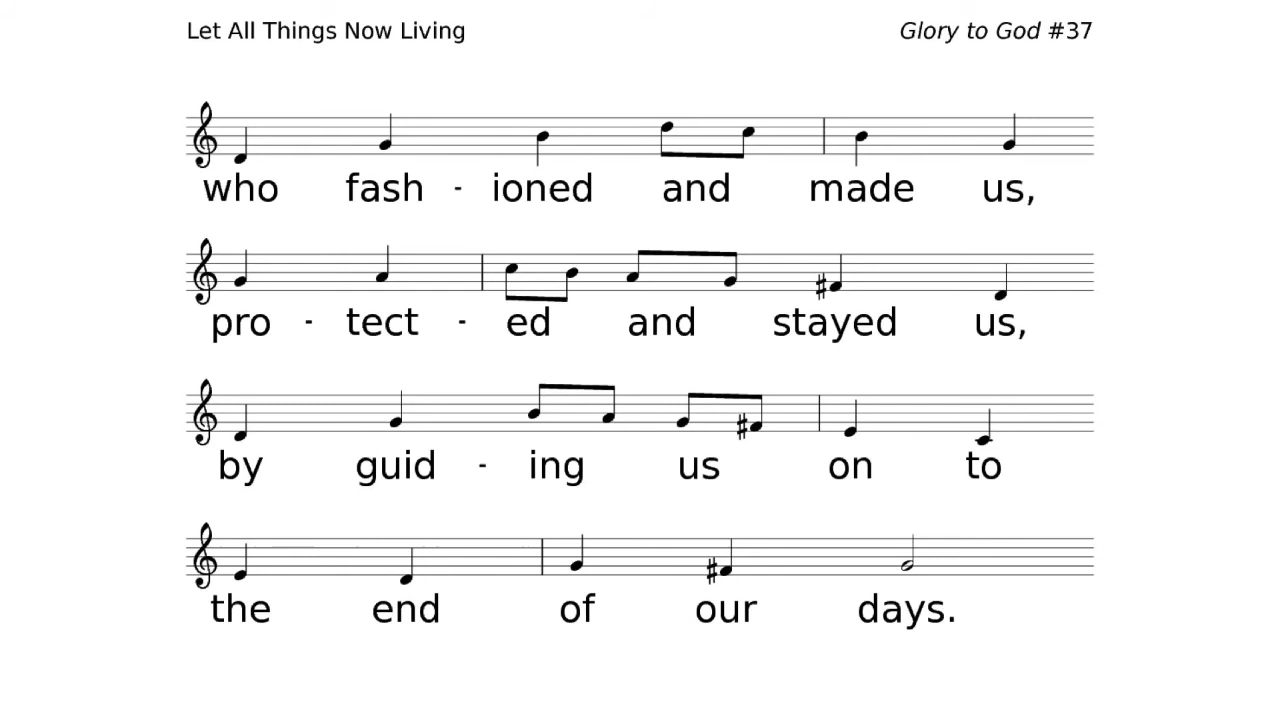 Let All Things Now Living Glory to God #37
who fash - ioned and made us,
pro - tect - ed and stayed us,
by guid - ing us on to
the end of our days.